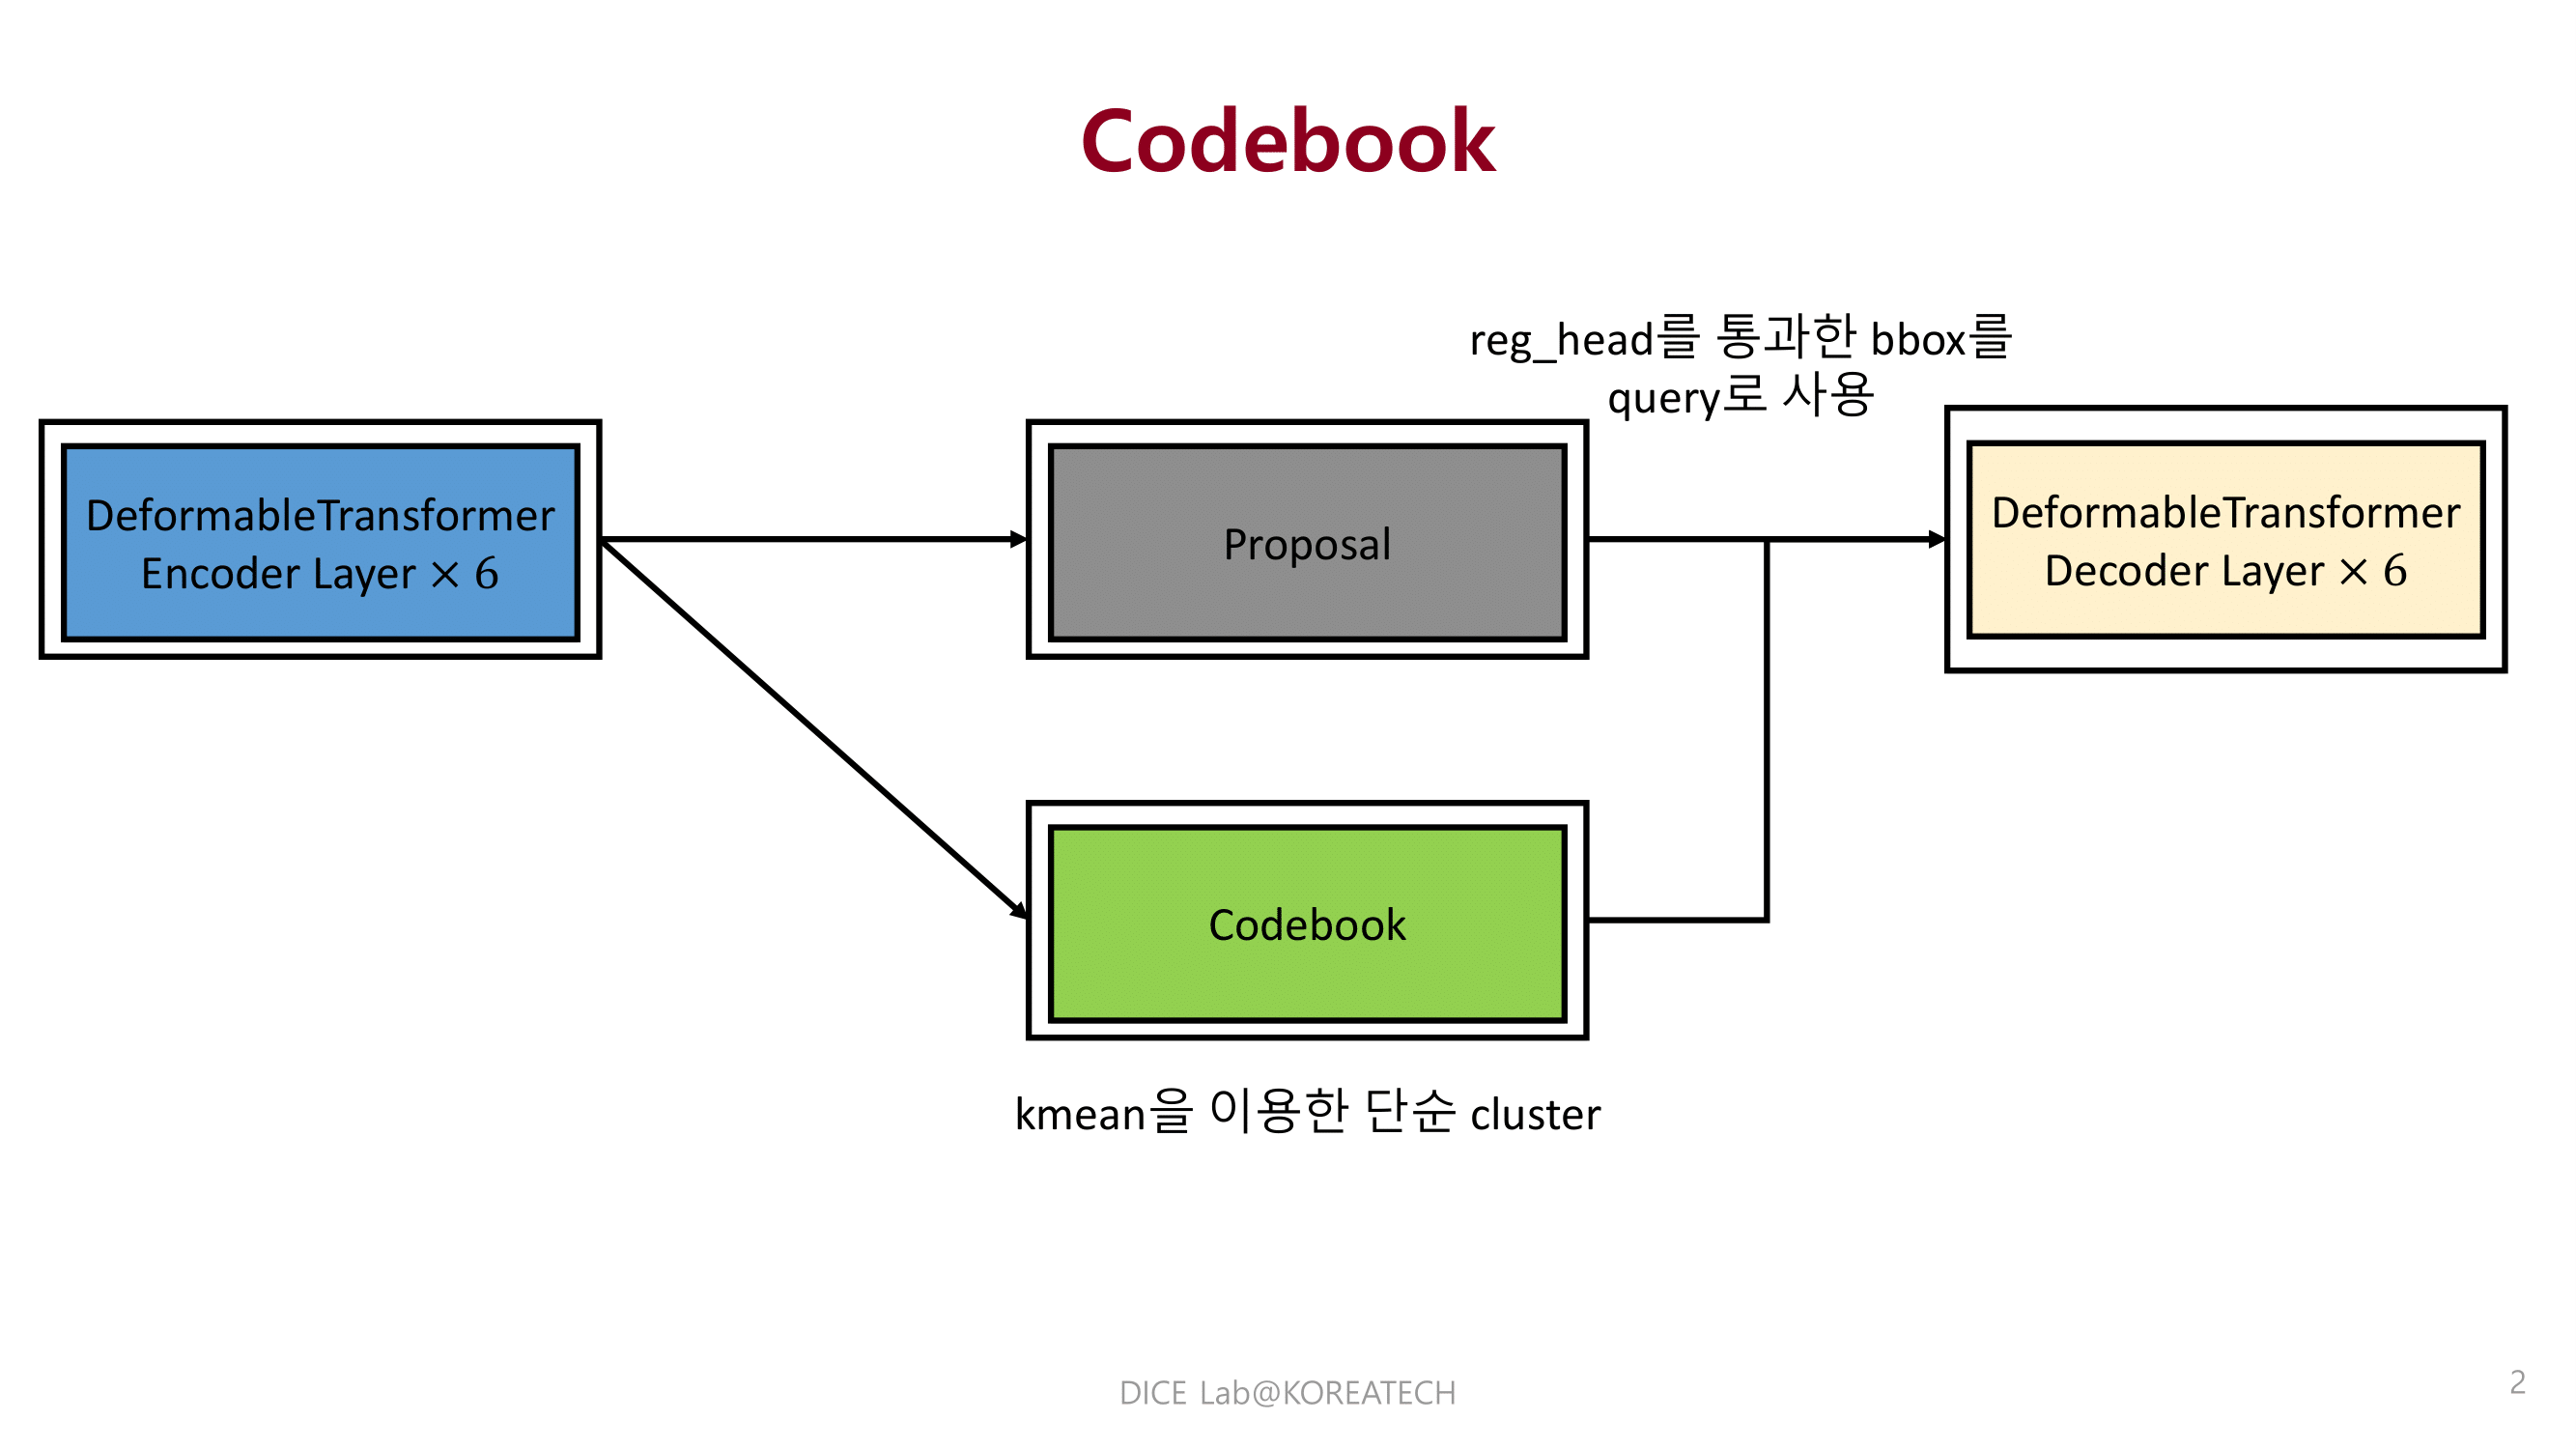 Codebook
reg_head를 통과한 bbox를
query로 사용
DeformableTransformer
Encoder Layer × 6
Proposal
DeformableTransformer
Decoder Layer × 6
Codebook
kmean을 이용한 단순 cluster
DICE Lab@KOREATECH
2